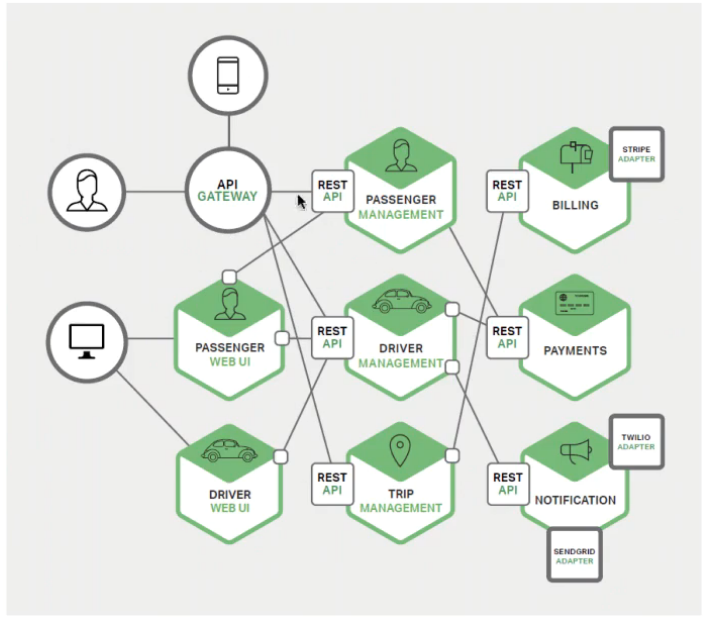 API
GATEWAY
REST
API
PASSENGER
MANAGEMENT
REST
API
BILLING
STRIPE
ADAPTER
PASSENGER
WEB UI
REST
API
DRIVER
MANAGEMENT
REST
API
PAYMENTS
DRIVER
WEB UI
REST
API
TRIP
MANAGEMENT
REST
API
NOTIFICATION
TWILIO
ADAPTER
SENDGRID
ADAPTER